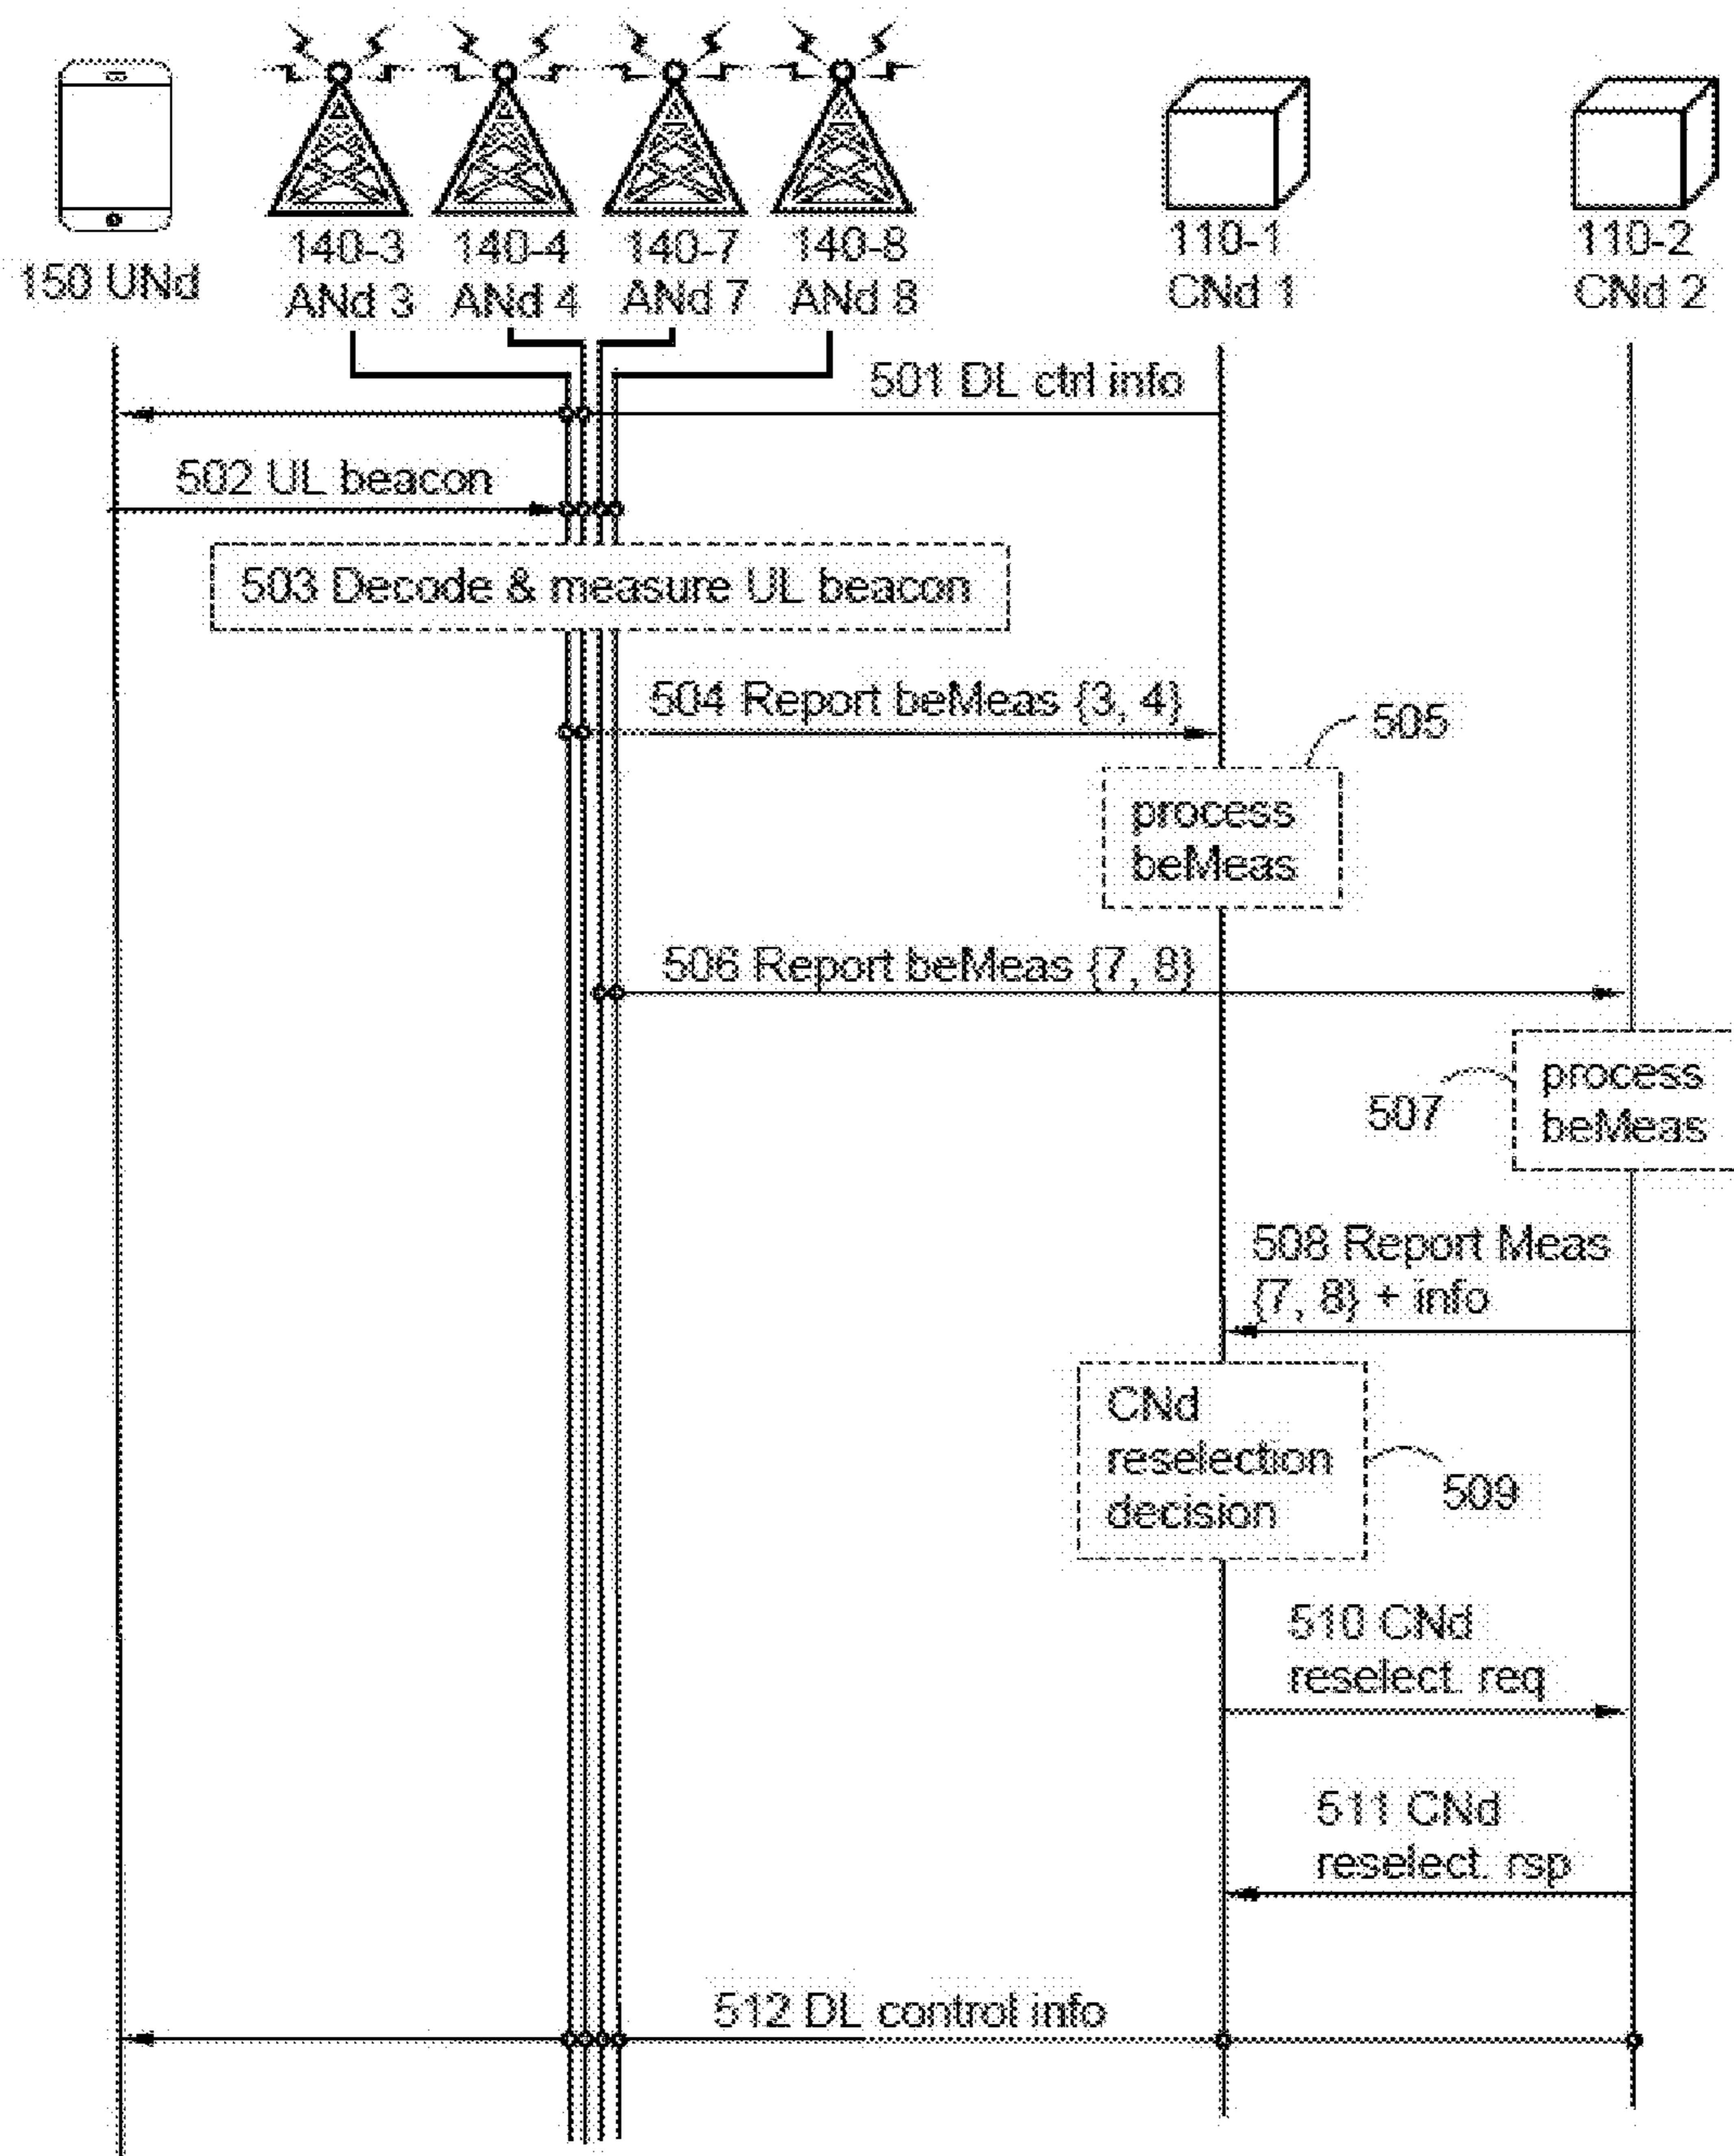 150 UNd
140-3
ANd 3
140-4
ANd 4
140-7
ANd 7
140-8
ANd 8
110-1
CNd 1
110-2
CNd 2
501 DL ctrl info
502 UL beacon
503 Decode & measure UL beacon
504 Report beMeas {3, 4}
505
process
beMeas
506 Report beMeas {7, 8}
507
process
beMeas
508 Report Meas
{7, 8} + info
CNd
reselection
decision
509
510 CNd
reselect. req
511 CNd
reselect. rsp
512 DL control info